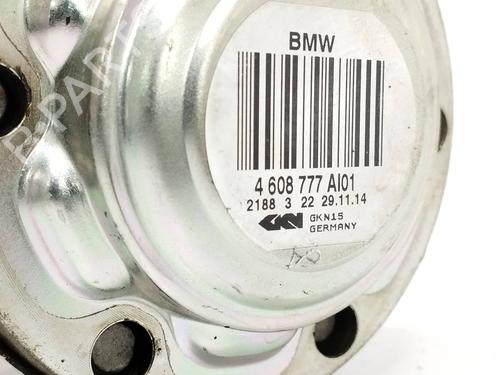 BMW
4 608 777 AI01
2188 3 22 29.11.14
GKN
GKN15
GERMANY